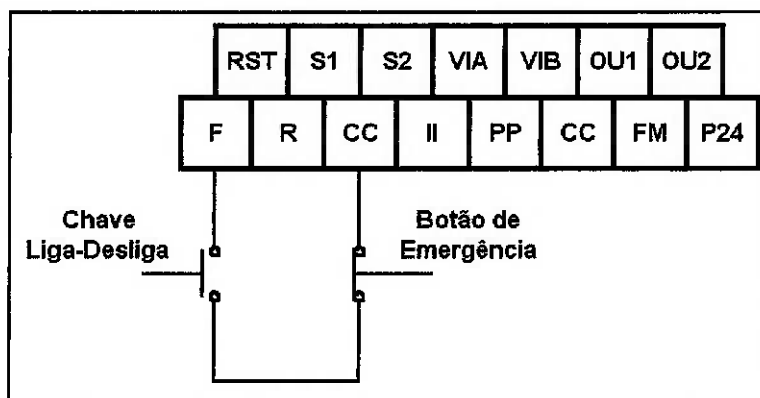 RST S1 S2 VIA VIB OU1 OU2
F R CC II PP CC FM P24
Chave
Liga-Desliga
Botão de
Emergência